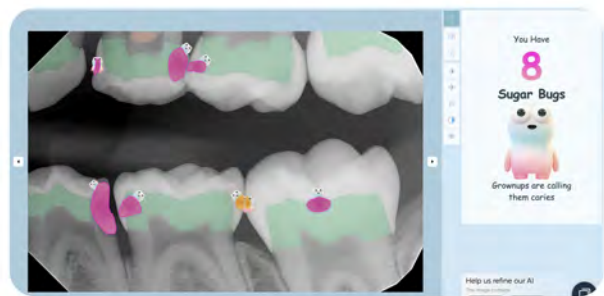 You Have
8
Sugar Bugs
Grownups are calling
them caries
Help us refine our AI